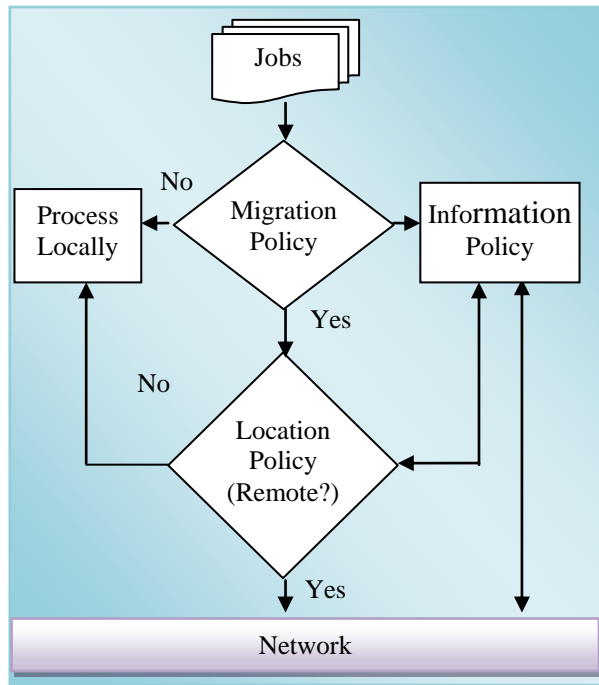 Jobs
No
Migration
Policy
Process
Locally
Information
Policy
Yes
No
Location
Policy
(Remote?)
Yes
Network